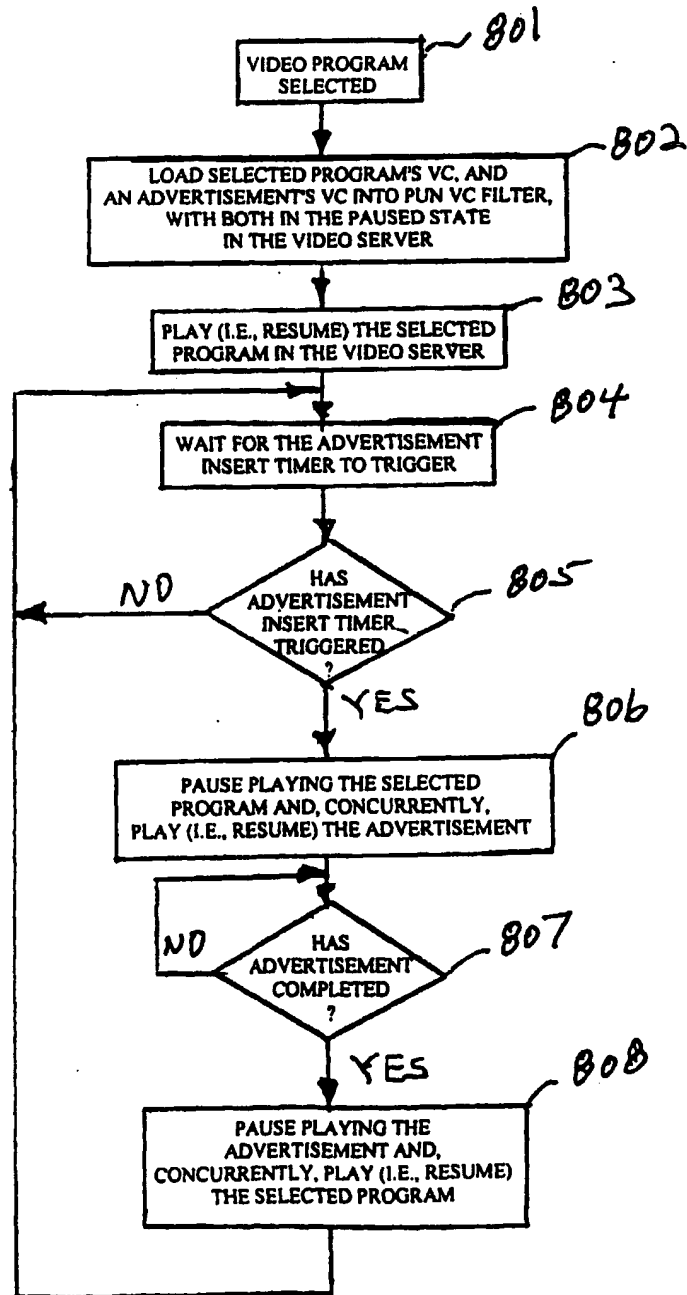 801
VIDEO PROGRAM
SELECTED
802
LOAD SELECTED PROGRAM'S VC, AND
AN ADVERTISEMENT'S VC INTO PUN VC FILTER,
WITH BOTH IN THE PAUSED STATE
IN THE VIDEO SERVER
803
PLAY (I.E., RESUME) THE SELECTED
PROGRAM IN THE VIDEO SERVER
804
WAIT FOR THE ADVERTISEMENT
INSERT TIMER TO TRIGGER
805
HAS
ADVERTISEMENT
INSERT TIMER
TRIGGERED
?
NO
YES
806
PAUSE PLAYING THE SELECTED
PROGRAM AND, CONCURRENTLY,
PLAY (I.E., RESUME) THE ADVERTISEMENT
807
HAS
ADVERTISEMENT
COMPLETED
?
NO
YES
808
PAUSE PLAYING THE
ADVERTISEMENT AND,
CONCURRENTLY, PLAY (I.E., RESUME)
THE SELECTED PROGRAM